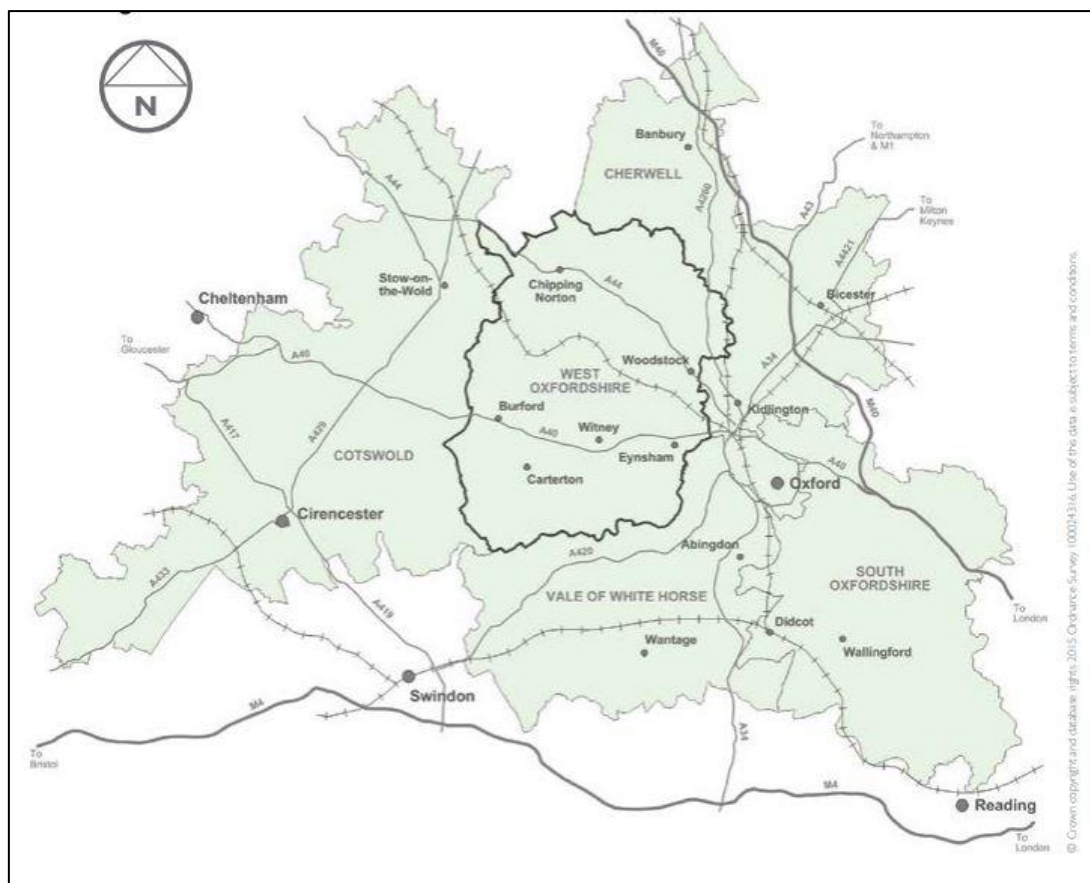 N
M40
To
Northampton
& M1
Banbury
CHERWELL
A44
A4260
A43
To
Milton
Keynes
A4421
Stow-on-
the-Wold
Chipping
Norton
A44
Bicester
Cheltenham
To
Gloucester
A40
Woodstock
A34
WEST
OXFORDSHIRE
M40
Kidlington
Burford
A417
A429
A40
Witney
Eynsham
COTSWOLD
Carterton
A40
Oxford
Cirencester
A420
Abingdon
SOUTH
OXFORDSHIRE
A433
A419
VALE OF WHITE HORSE
To
London
Didcot
Wantage
Wallingford
Swindon
M4
A34
To
Bristol
M4
Reading
To
London
© Crown copyright and database rights 2015 Ordnance Survey 100024316. Use of this data is subject to terms and conditions.